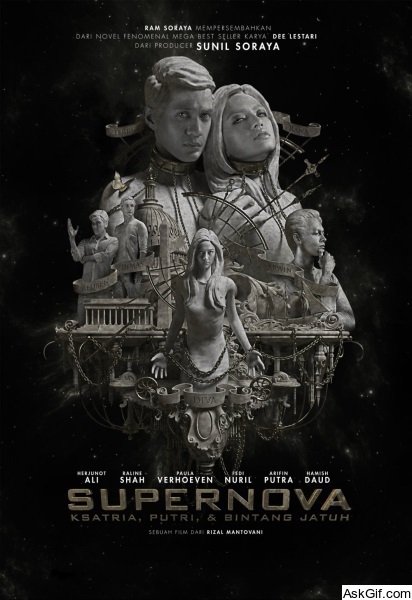 RAM SORAYA MEMPERSEMBAHKAN
DARI NOVEL FENOMENAL MEGA BEST SELLER KARYA DEE LESTARI
DARI PRODUCER SUNIL SORAYA
HERJUNOT ALI
RALINE SHAH
PAULA VERHOEVEN
FEDI NURIL
ARIFIN PUTRA
HAMISH DAUD
SUPERNOVA
KSATRIA, PUTRI, & BINTANG JATUH
SEBUAH FILM DARI RIZAL MANTOVANI
AskGif.com